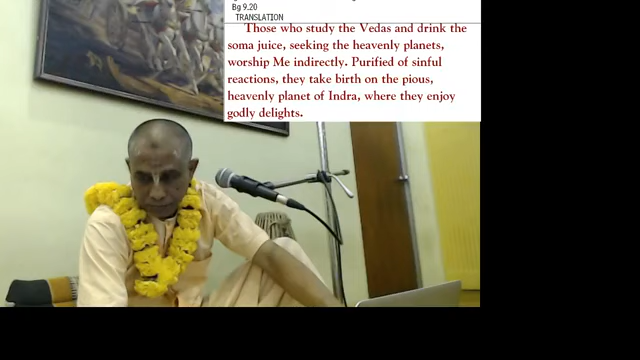 Bg 9.20
TRANSLATION
Those who study the Vedas and drink the
soma juice, seeking the heavenly planets,
worship Me indirectly. Purified of sinful
reactions, they take birth on the pious,
heavenly planet of Indra, where they enjoy
godly delights.